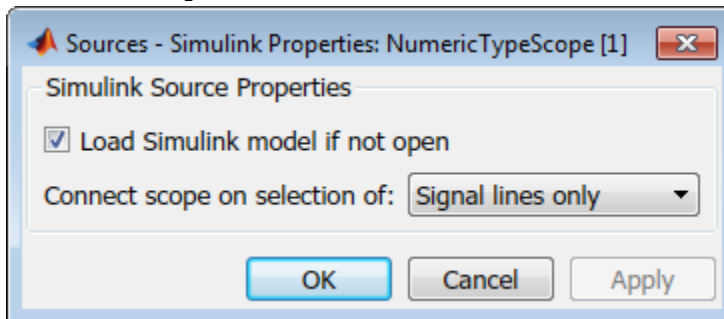 Sources - Simulink Properties: NumericTypeScope [1]
Simulink Source Properties
Load Simulink model if not open
Connect scope on selection of: Signal lines only
OK Cancel Apply